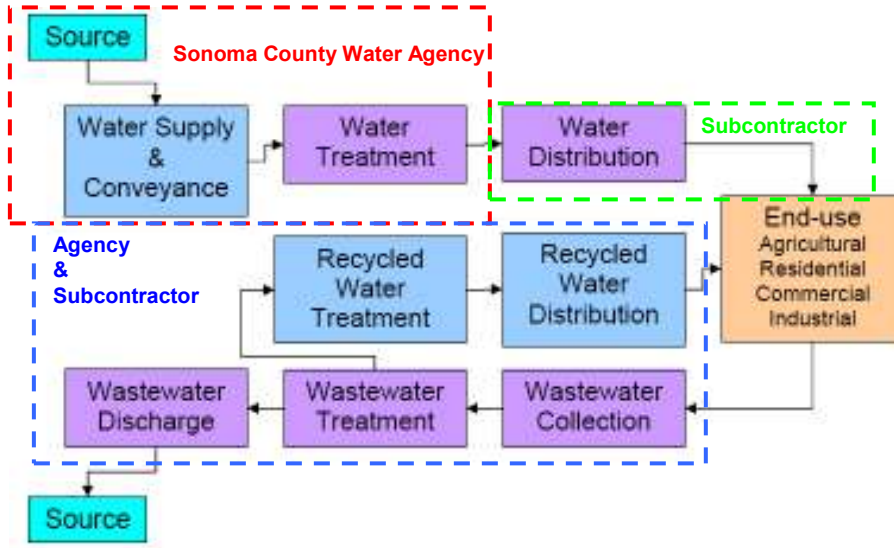 Source
Sonoma County Water Agency
Water Supply
&
Conveyance
Water
Treatment
Water
Distribution
Subcontractor
End-use
Agricultural
Residential
Commercial
Industrial
Agency
&
Subcontractor
Recycled
Water
Treatment
Recycled
Water
Distribution
Wastewater
Discharge
Wastewater
Treatment
Wastewater
Collection
Source